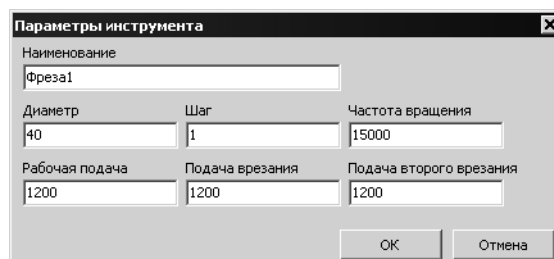 Параметры инструмента
Наименование
Фреза1
Диаметр Шаг Частота вращения
40 1 15000
Рабочая подача Подача врезания Подача второго врезания
1200 1200 1200
ОК Отмена